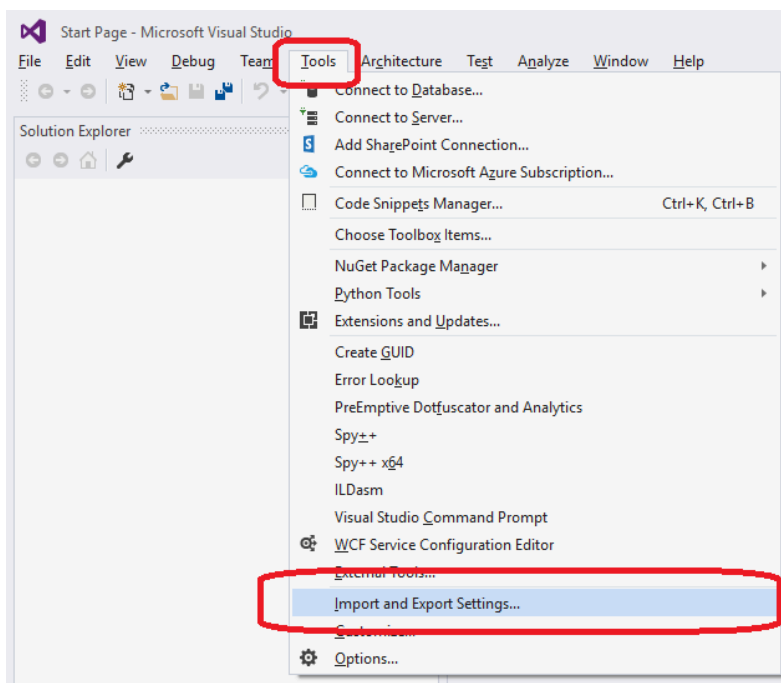 Start Page - Microsoft Visual Studio
File Edit View Debug Team Tools Architecture Test Analyze Window Help
Solution Explorer
Connect to Database...
Connect to Server...
Add SharePoint Connection...
Connect to Microsoft Azure Subscription...
Code Snippets Manager... Ctrl+K, Ctrl+B
Choose Toolbox Items...
NuGet Package Manager
Python Tools
Extensions and Updates...
Create GUID
Error Lookup
PreEmptive Dotfuscator and Analytics
Spy++
Spy++ x64
ILDasm
Visual Studio Command Prompt
WCF Service Configuration Editor
External Tools...
Import and Export Settings...
Customize...
Options...